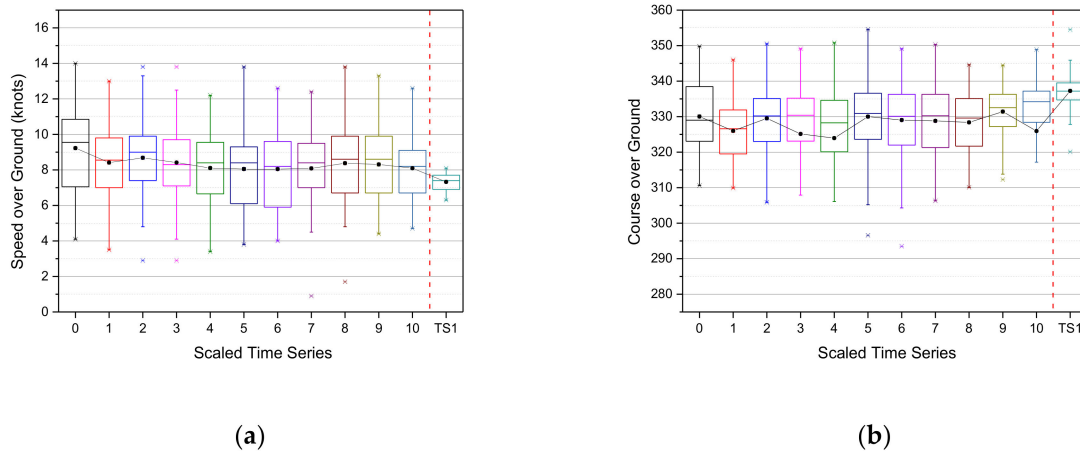 Speed over Ground (knots)
16
14
12
10
8
6
4
2
0
0 1 2 3 4 5 6 7 8 9 10 TS1
Scaled Time Series
(a)
Course over Ground
360
350
340
330
320
310
300
290
280
0 1 2 3 4 5 6 7 8 9 10 TS1
Scaled Time Series
(b)